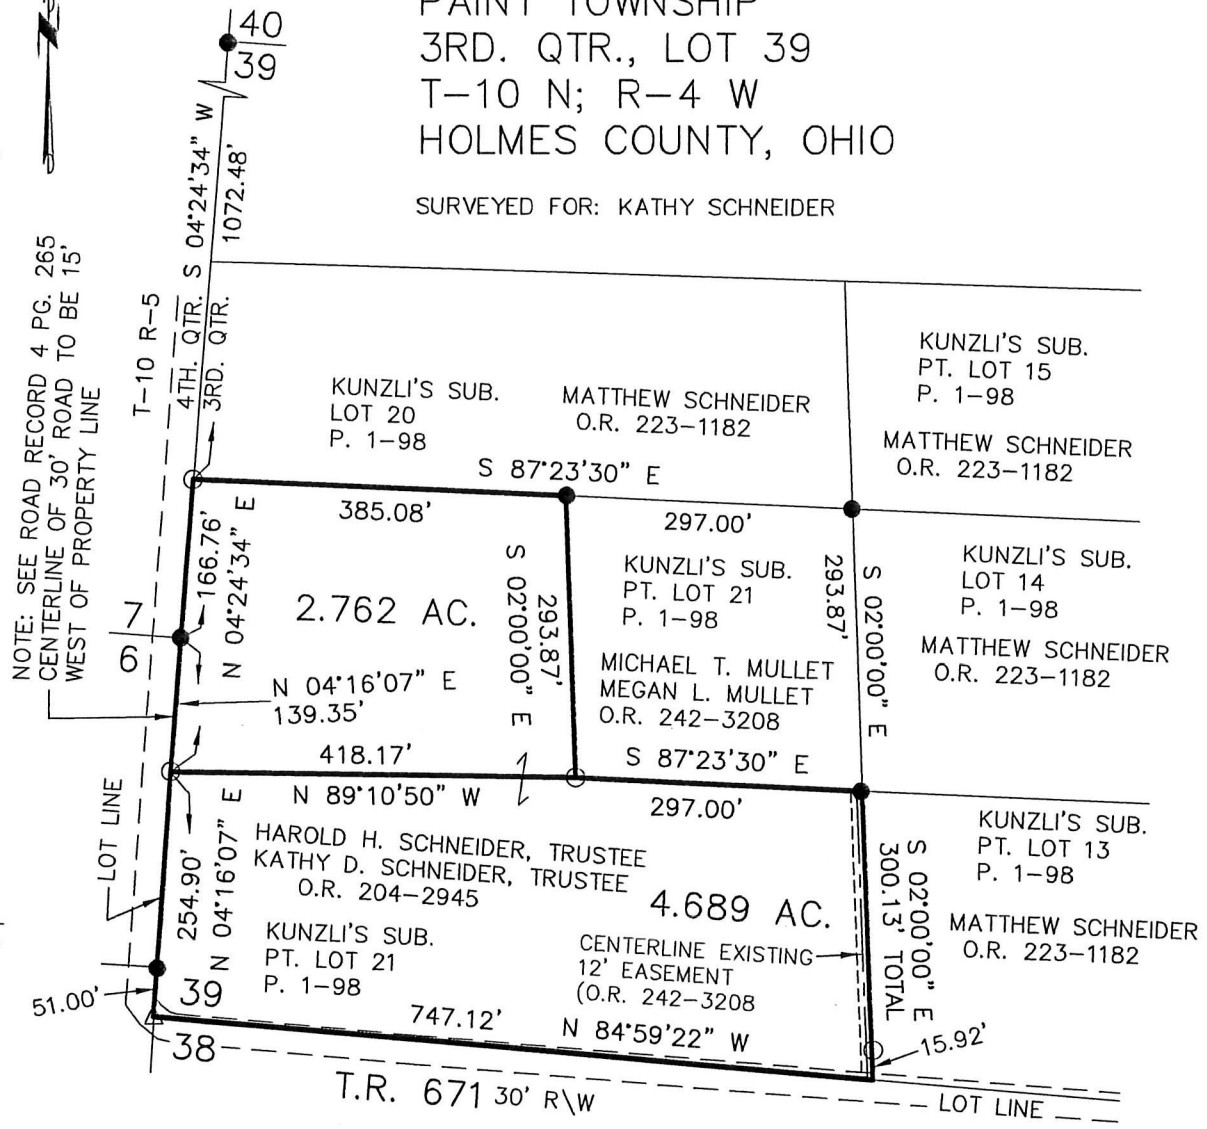 PAINT TOWNSHIP
3RD. QTR., LOT 39
T-10 N; R-4 W
HOLMES COUNTY, OHIO
SURVEYED FOR: KATHY SCHNEIDER
40
39
S 04°24'34" W
1072.48'
NOTE: SEE ROAD RECORD 4 PG. 265
CENTERLINE OF 30' ROAD TO BE 15'
WEST OF PROPERTY LINE
T-10 R-5
4TH. QTR.
3RD. QTR.
KUNZLI'S SUB.
LOT 20
P. 1-98
MATTHEW SCHNEIDER
O.R. 223-1182
KUNZLI'S SUB.
PT. LOT 15
P. 1-98
MATTHEW SCHNEIDER
O.R. 223-1182
S 87°23'30" E
385.08'
297.00'
166.76'
N 04°24'34" E
2.762 AC.
S 02°00'00" E
293.87'
KUNZLI'S SUB.
PT. LOT 21
P. 1-98
MICHAEL T. MULLET
MEGAN L. MULLET
O.R. 242-3208
293.87'
S 02°00'00" E
KUNZLI'S SUB.
LOT 14
P. 1-98
MATTHEW SCHNEIDER
O.R. 223-1182
7
6
N 04°16'07" E
139.35'
418.17'
N 89°10'50" W
S 87°23'30" E
297.00'
LOT LINE
254.90'
N 04°16'07" E
HAROLD H. SCHNEIDER, TRUSTEE
KATHY D. SCHNEIDER, TRUSTEE
O.R. 204-2945
4.689 AC.
KUNZLI'S SUB.
PT. LOT 21
P. 1-98
CENTERLINE EXISTING
12' EASEMENT
(O.R. 242-3208
S 02°00'00" E
300.13' TOTAL
KUNZLI'S SUB.
PT. LOT 13
P. 1-98
MATTHEW SCHNEIDER
O.R. 223-1182
51.00'
39
38
747.12'
N 84°59'22" W
15.92'
T.R. 671 30' R\W
LOT LINE